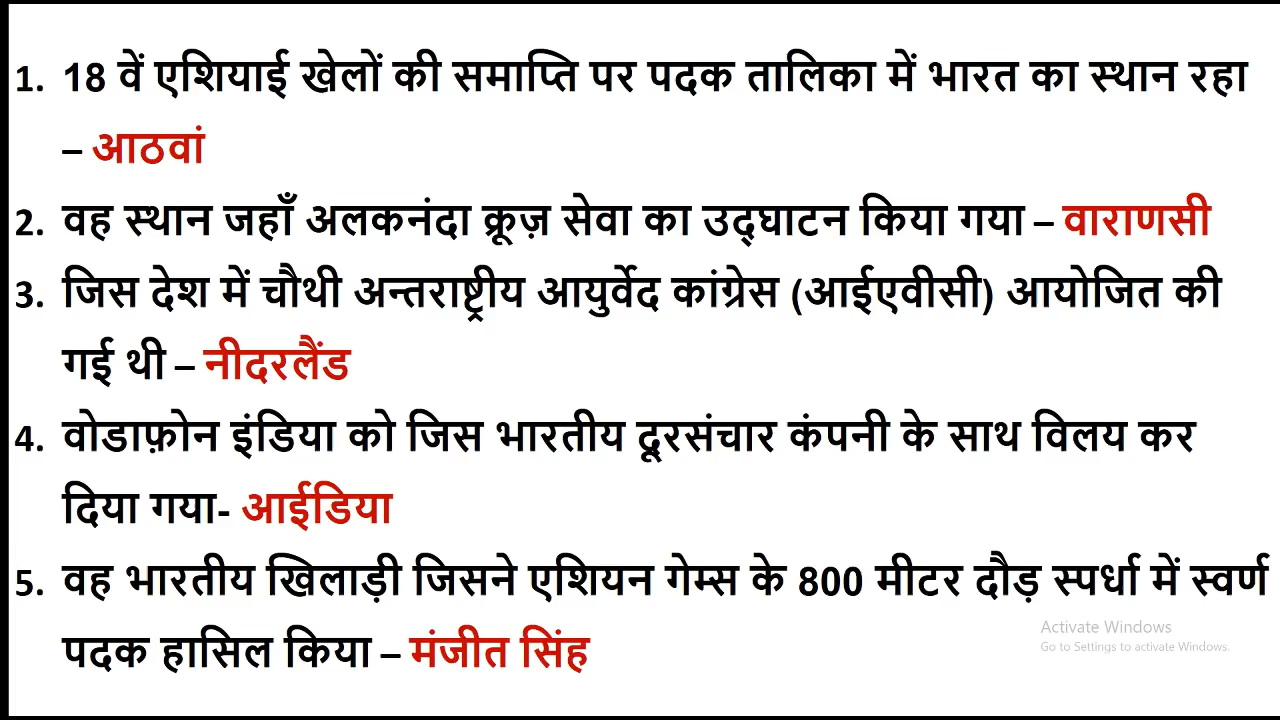 1. 18 वें एशियाई खेलों की समाप्ति पर पदक तालिका में भारत का स्थान रहा
– आठवां
2. वह स्थान जहाँ अलकनंदा क्रूज़ सेवा का उद्घाटन किया गया – वाराणसी
3. जिस देश में चौथी अन्तराष्ट्रीय आयुर्वेद कांग्रेस (आईएवीसी) आयोजित की
गई थी – नीदरलैंड
4. वोडाफ़ोन इंडिया को जिस भारतीय दूरसंचार कंपनी के साथ विलय कर
दिया गया- आईडिया
5. वह भारतीय खिलाड़ी जिसने एशियन गेम्स के 800 मीटर दौड़ स्पर्धा में स्वर्ण
पदक हासिल किया – मंजीत सिंह
Activate Windows
Go to Settings to activate Windows.